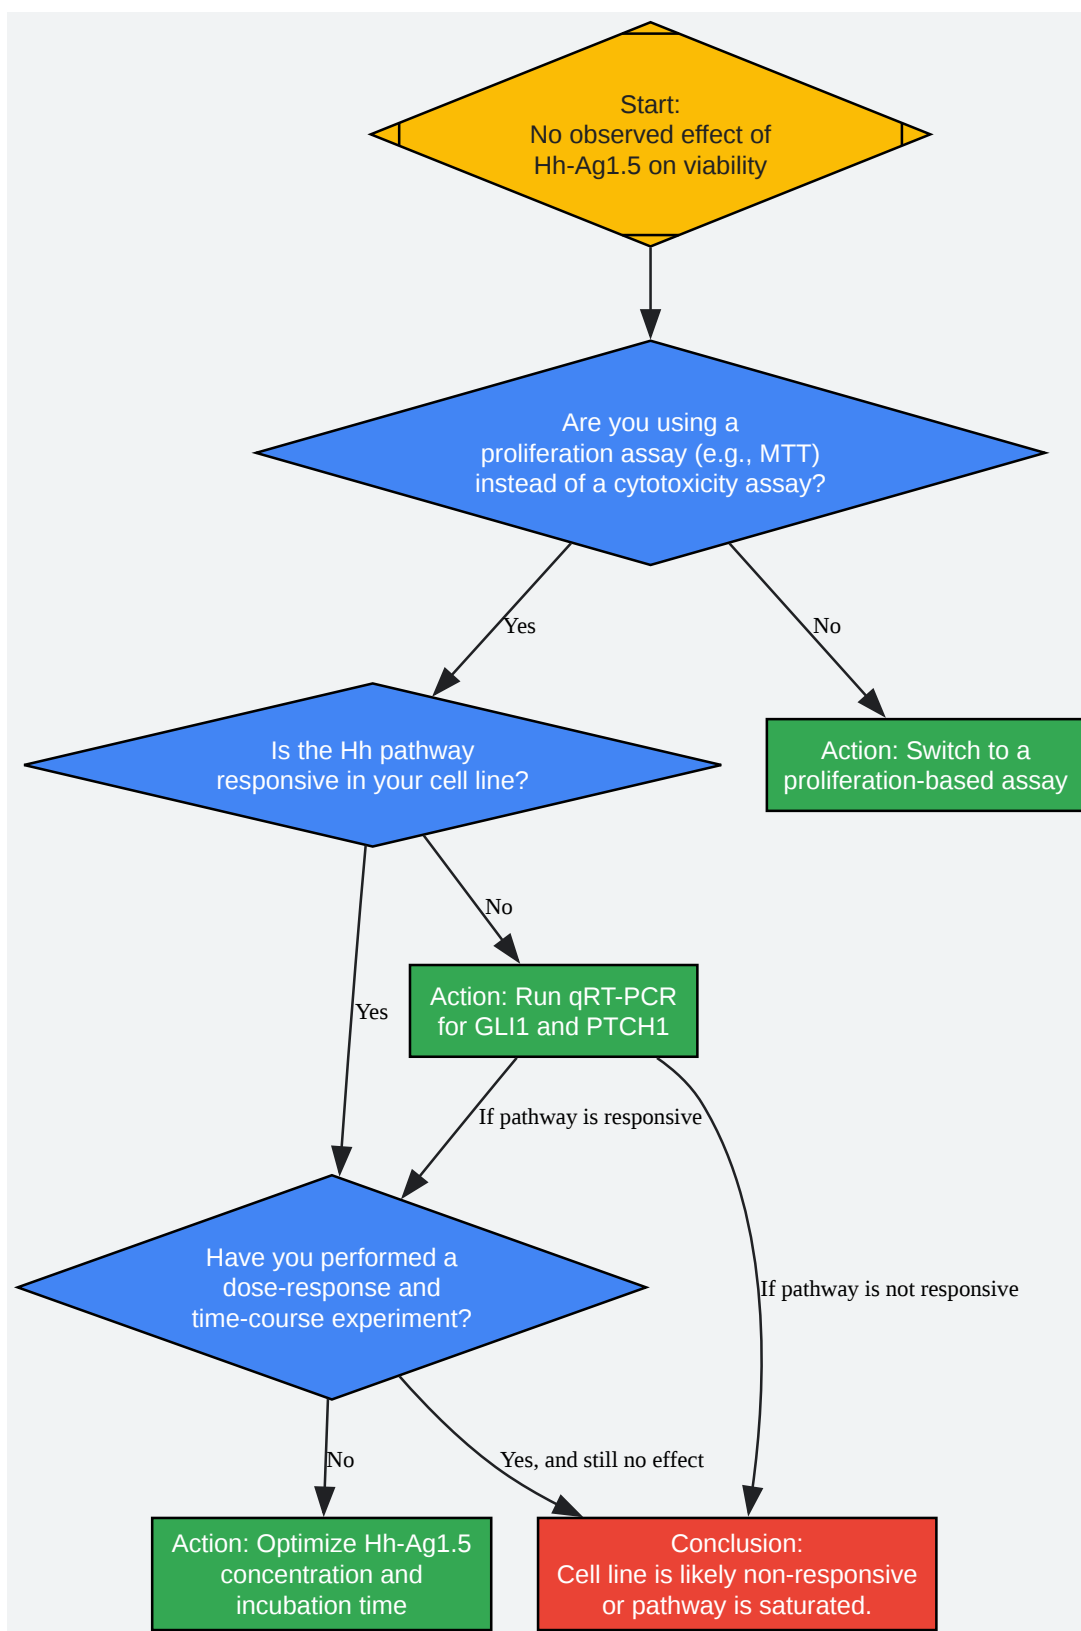 Start:
No observed effect of
Hh-Ag1.5 on viability
Are you using a
proliferation assay (e.g., MTT)
instead of a cytotoxicity assay?
Yes
No
Is the Hh pathway
responsive in your cell line?
Action: Switch to a
proliferation-based assay
No
Action: Run qRT-PCR
for GLI1 and PTCH1
Yes
If pathway is responsive
Have you performed a
dose-response and
time-course experiment?
If pathway is not responsive
No
Yes, and still no effect
Action: Optimize Hh-Ag1.5
concentration and
incubation time
Conclusion:
Cell line is likely non-responsive
or pathway is saturated.